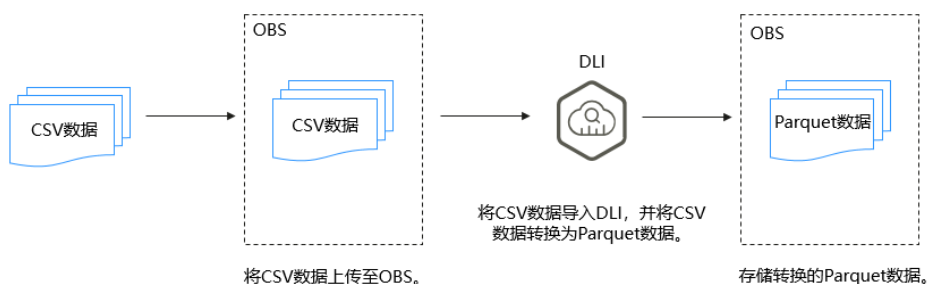 OBS
OBS
DLI
CSV数据
CSV数据
Parquet数据
将CSV数据导入DLI，并将CSV
数据转换为Parquet数据。
将CSV数据上传至OBS。
存储转换的Parquet数据。